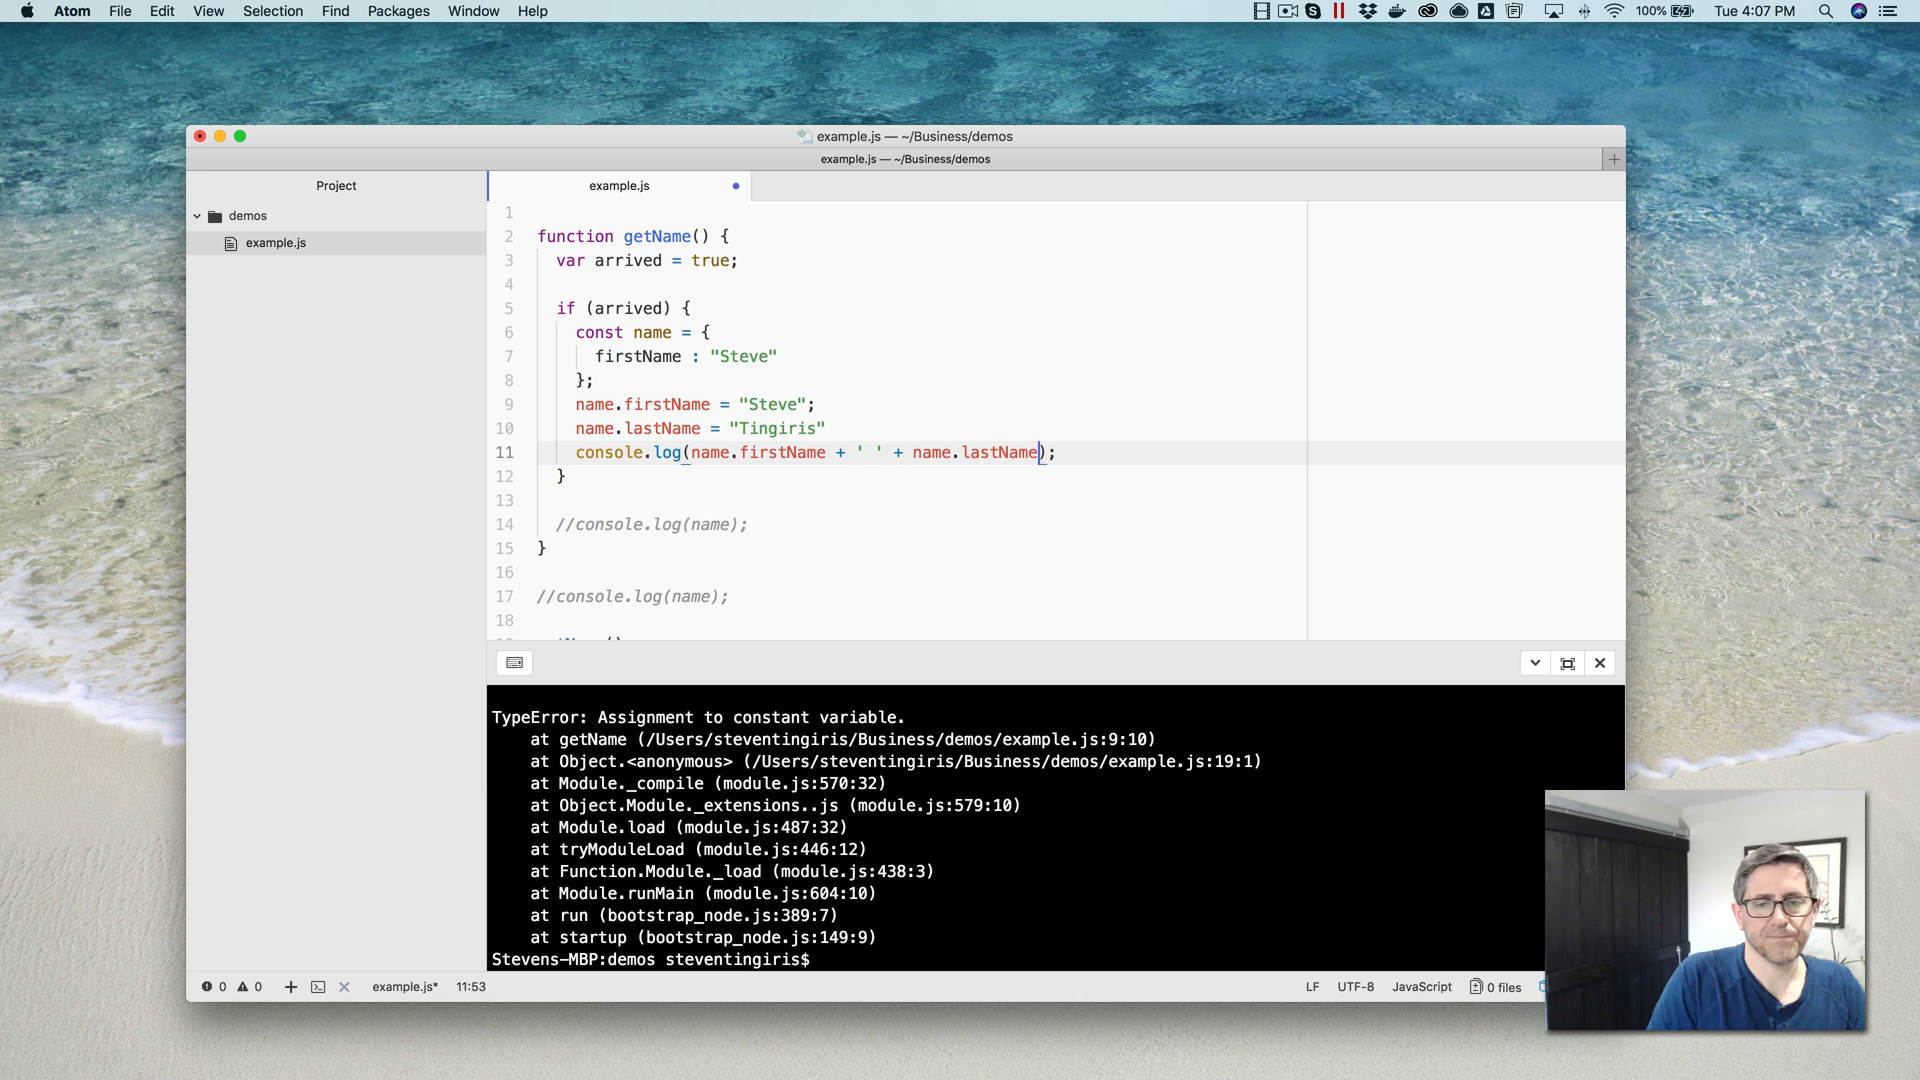 Atom File Edit View Selection Find Packages Window Help 100% Tue 4:07 PM
example.js — ~/Business/demos
example.js — ~/Business/demos
Project
example.js
demos
example.js
1
2 function getName() {
3 var arrived = true;
4
5 if (arrived) {
6 const name = {
7 firstName : "Steve"
8 };
9 name.firstName = "Steve";
10 name.lastName = "Tingiris"
11 console.log(name.firstName + ' ' + name.lastName);
12 }
13
14 //console.log(name);
15 }
16
17 //console.log(name);
18
TypeError: Assignment to constant variable.
at getName (/Users/steventingiris/Business/demos/example.js:9:10)
at Object.<anonymous> (/Users/steventingiris/Business/demos/example.js:19:1)
at Module._compile (module.js:570:32)
at Object.Module._extensions..js (module.js:579:10)
at Module.load (module.js:487:32)
at tryModuleLoad (module.js:446:12)
at Function.Module._load (module.js:438:3)
at Module.runMain (module.js:604:10)
at run (bootstrap_node.js:389:7)
at startup (bootstrap_node.js:149:9)
Stevens-MBP:demos steventingiris$
0 0 example.js* 11:53 LF UTF-8 JavaScript 0 files